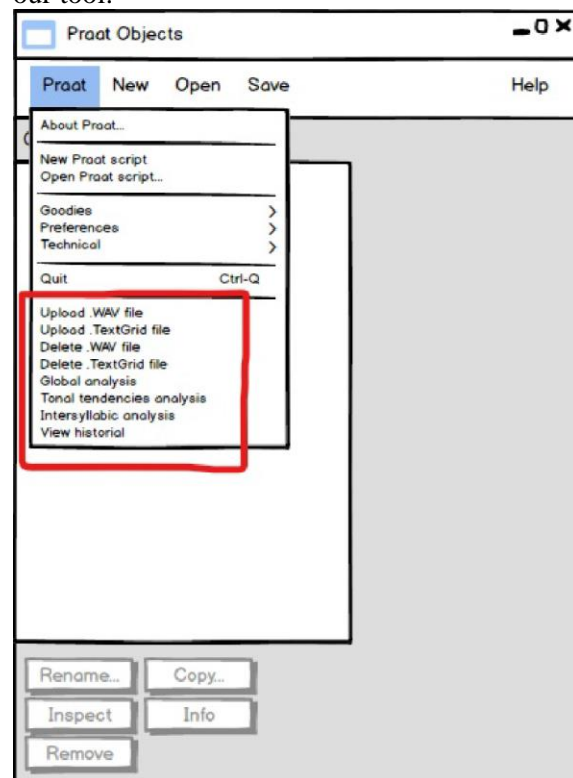 our tool.
Praat Objects
Praat New Open Save Help
About Praat...
New Praat script
Open Praat script...
Goodies
Preferences
Technical
Quit Ctrl-Q
Upload .WAV file
Upload .TextGrid file
Delete .WAV file
Delete .TextGrid file
Global analysis
Tonal tendencies analysis
Intersyllabic analysis
View historial
Rename... Copy...
Inspect Info
Remove